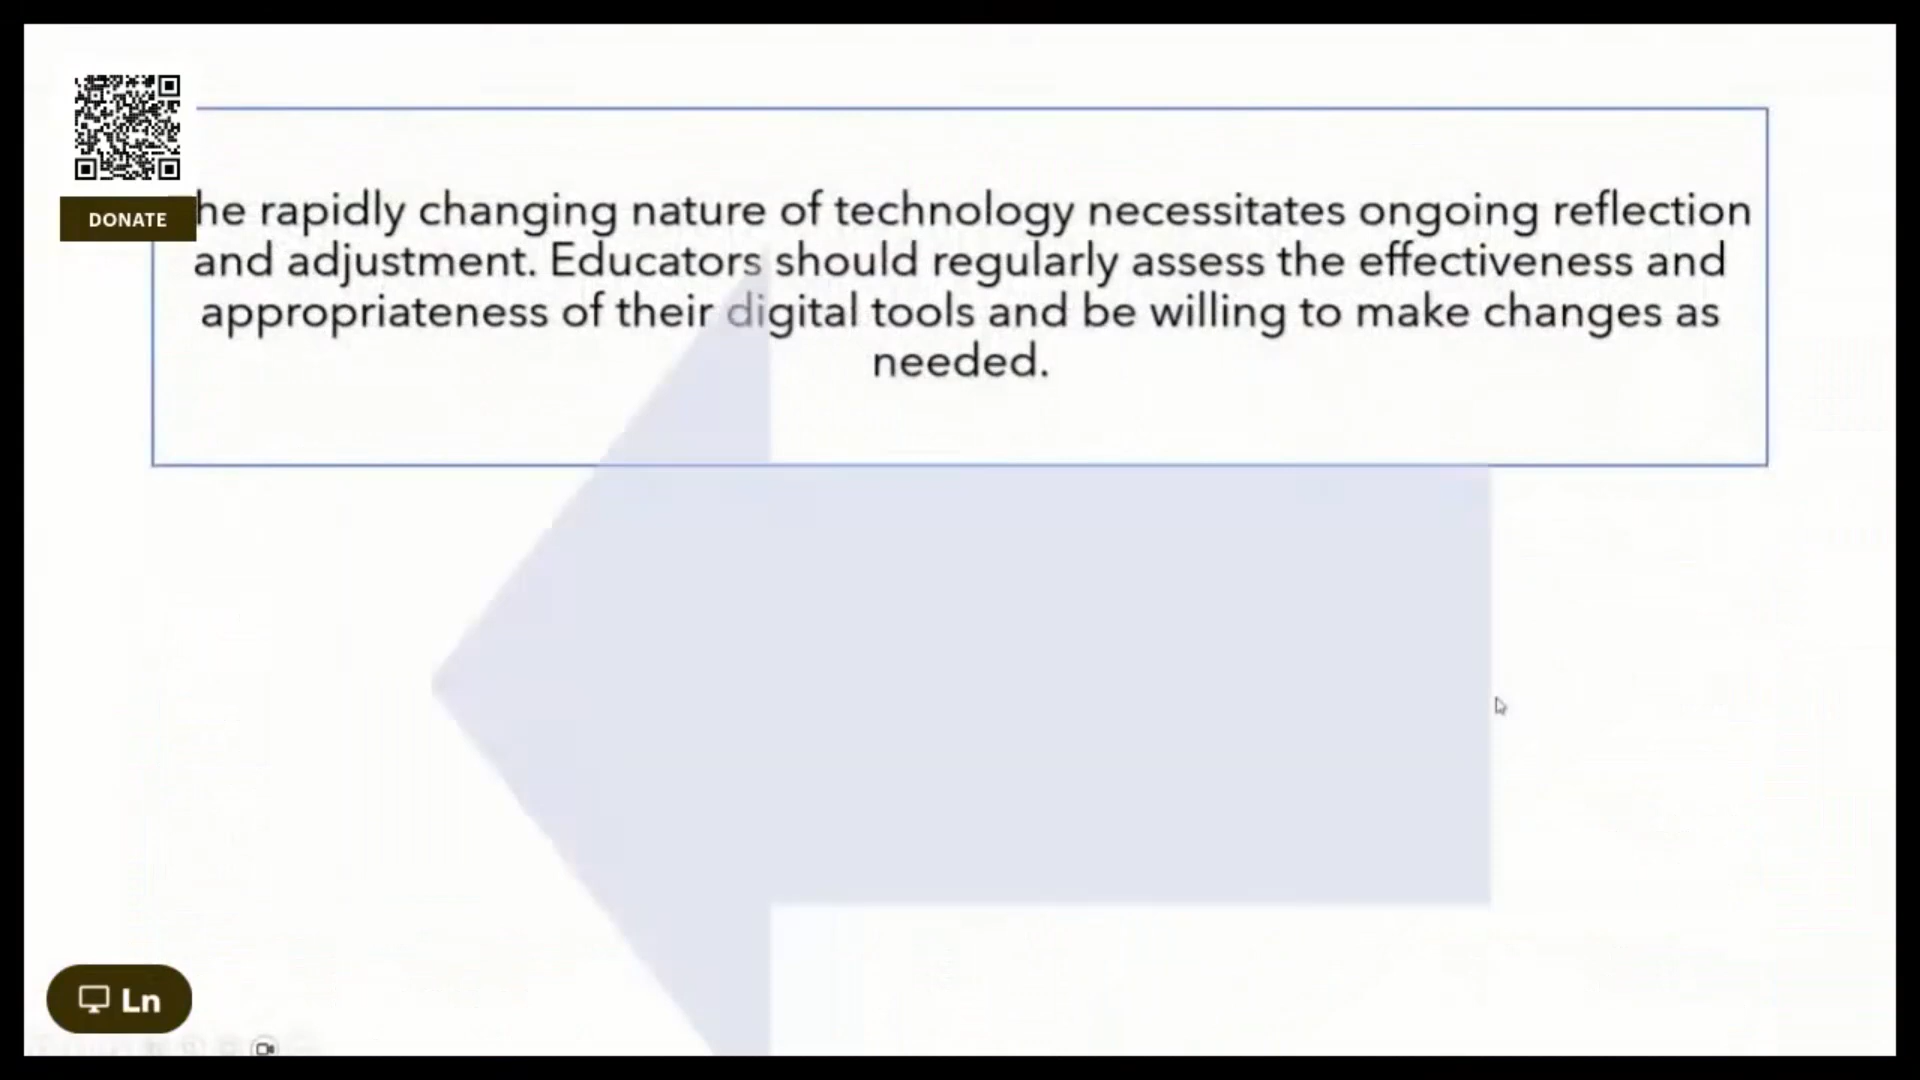 DONATE
he rapidly changing nature of technology necessitates ongoing reflection
and adjustment. Educators should regularly assess the effectiveness and
appropriateness of their digital tools and be willing to make changes as
needed.
Ln